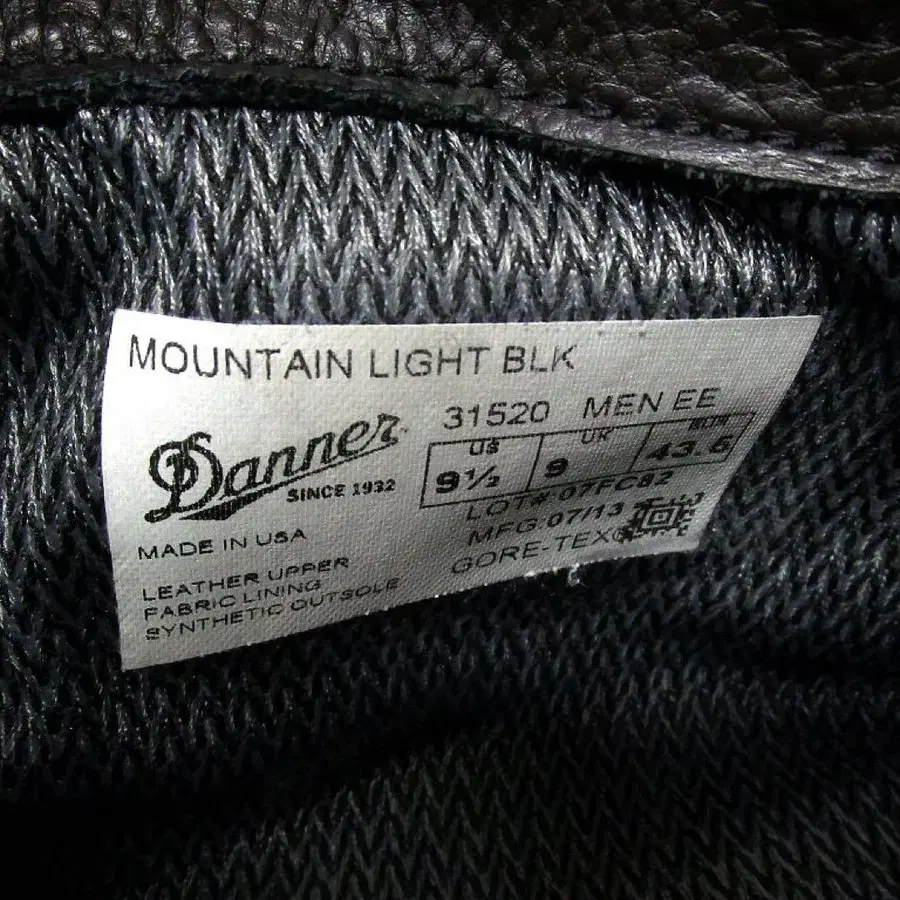 MOUNTAIN LIGHT BLK
31520 MEN EE
Danner
SINCE 1932
US UK EUR
9½ 9 43.5
LOT#:07FC82
MFG:07/13
GORE-TEX®
MADE IN USA
LEATHER UPPER
FABRIC LINING
SYNTHETIC OUTSOLE